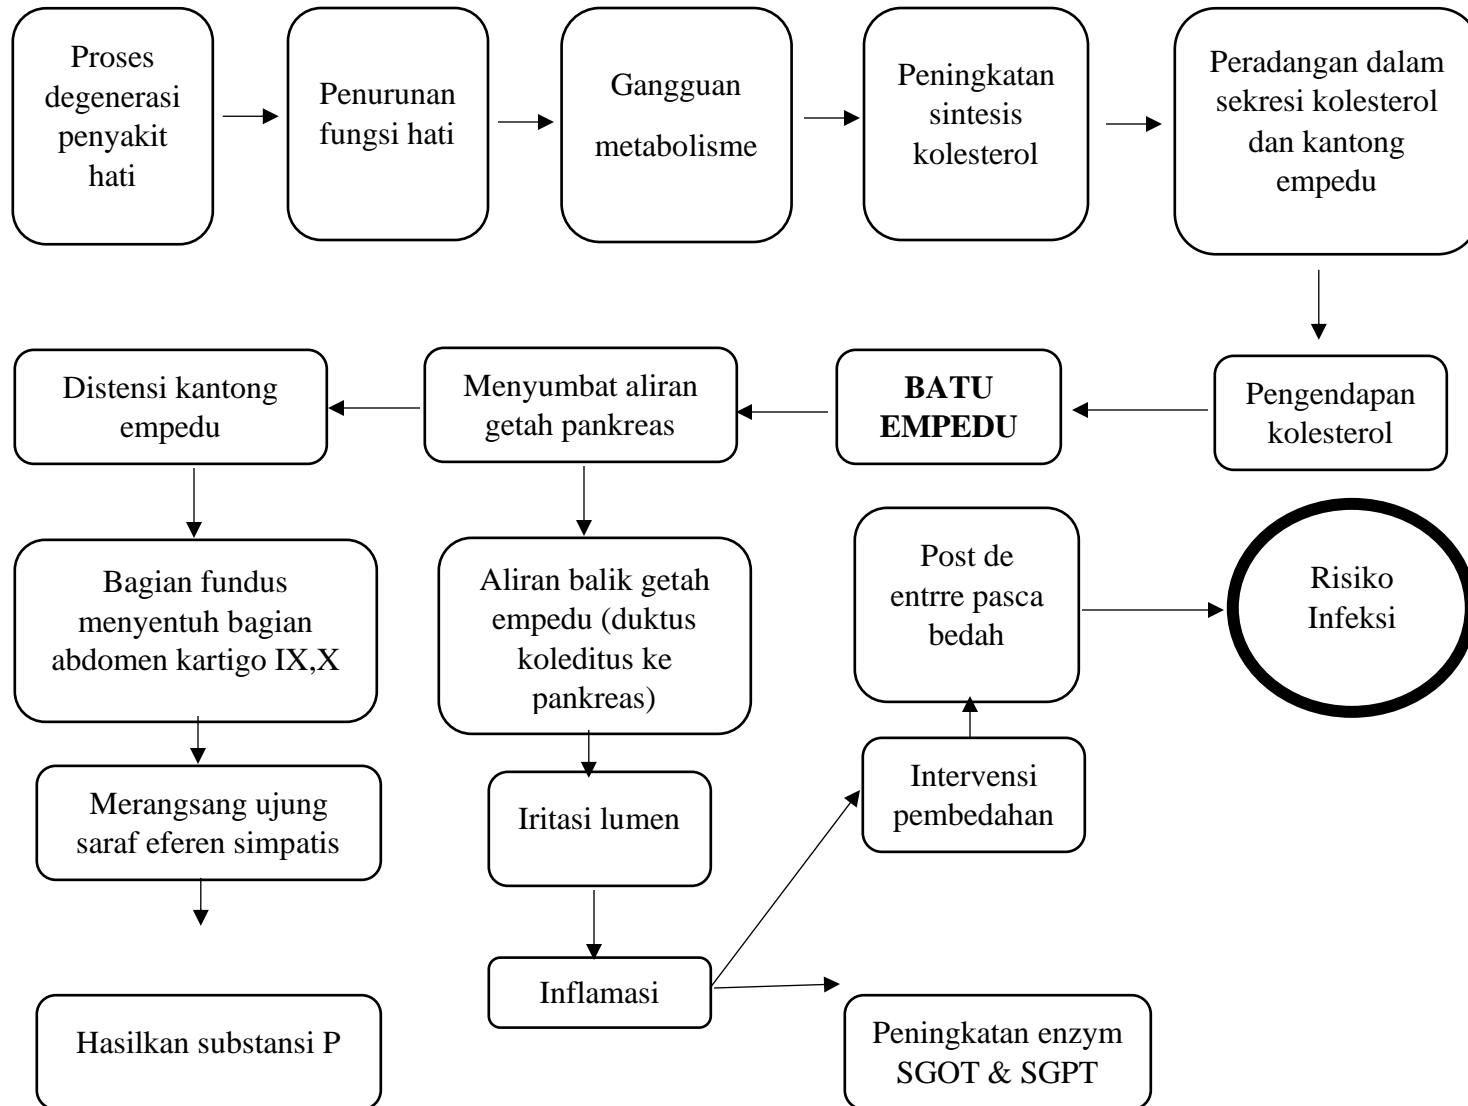 Proses
degenerasi
penyakit
hati
Penurunan
fungsi hati
Gangguan
metabolisme
Peningkatan
sintesis
kolesterol
Peradangan dalam
sekresi kolesterol
dan kantong
empedu
Distensi kantong
empedu
Menyumbat aliran
getah pankreas
BATU
EMPEDU
Pengendapan
kolesterol
Bagian fundus
menyentuh bagian
abdomen kartigo IX,X
Aliran balik getah
empedu (duktus
koleditus ke
pankreas)
Post de
entrre pasca
bedah
Risiko
Infeksi
Merangsang ujung
saraf eferen simpatis
Iritasi lumen
Intervensi
pembedahan
Hasilkan substansi P
Inflamasi
Peningkatan enzym
SGOT & SGPT